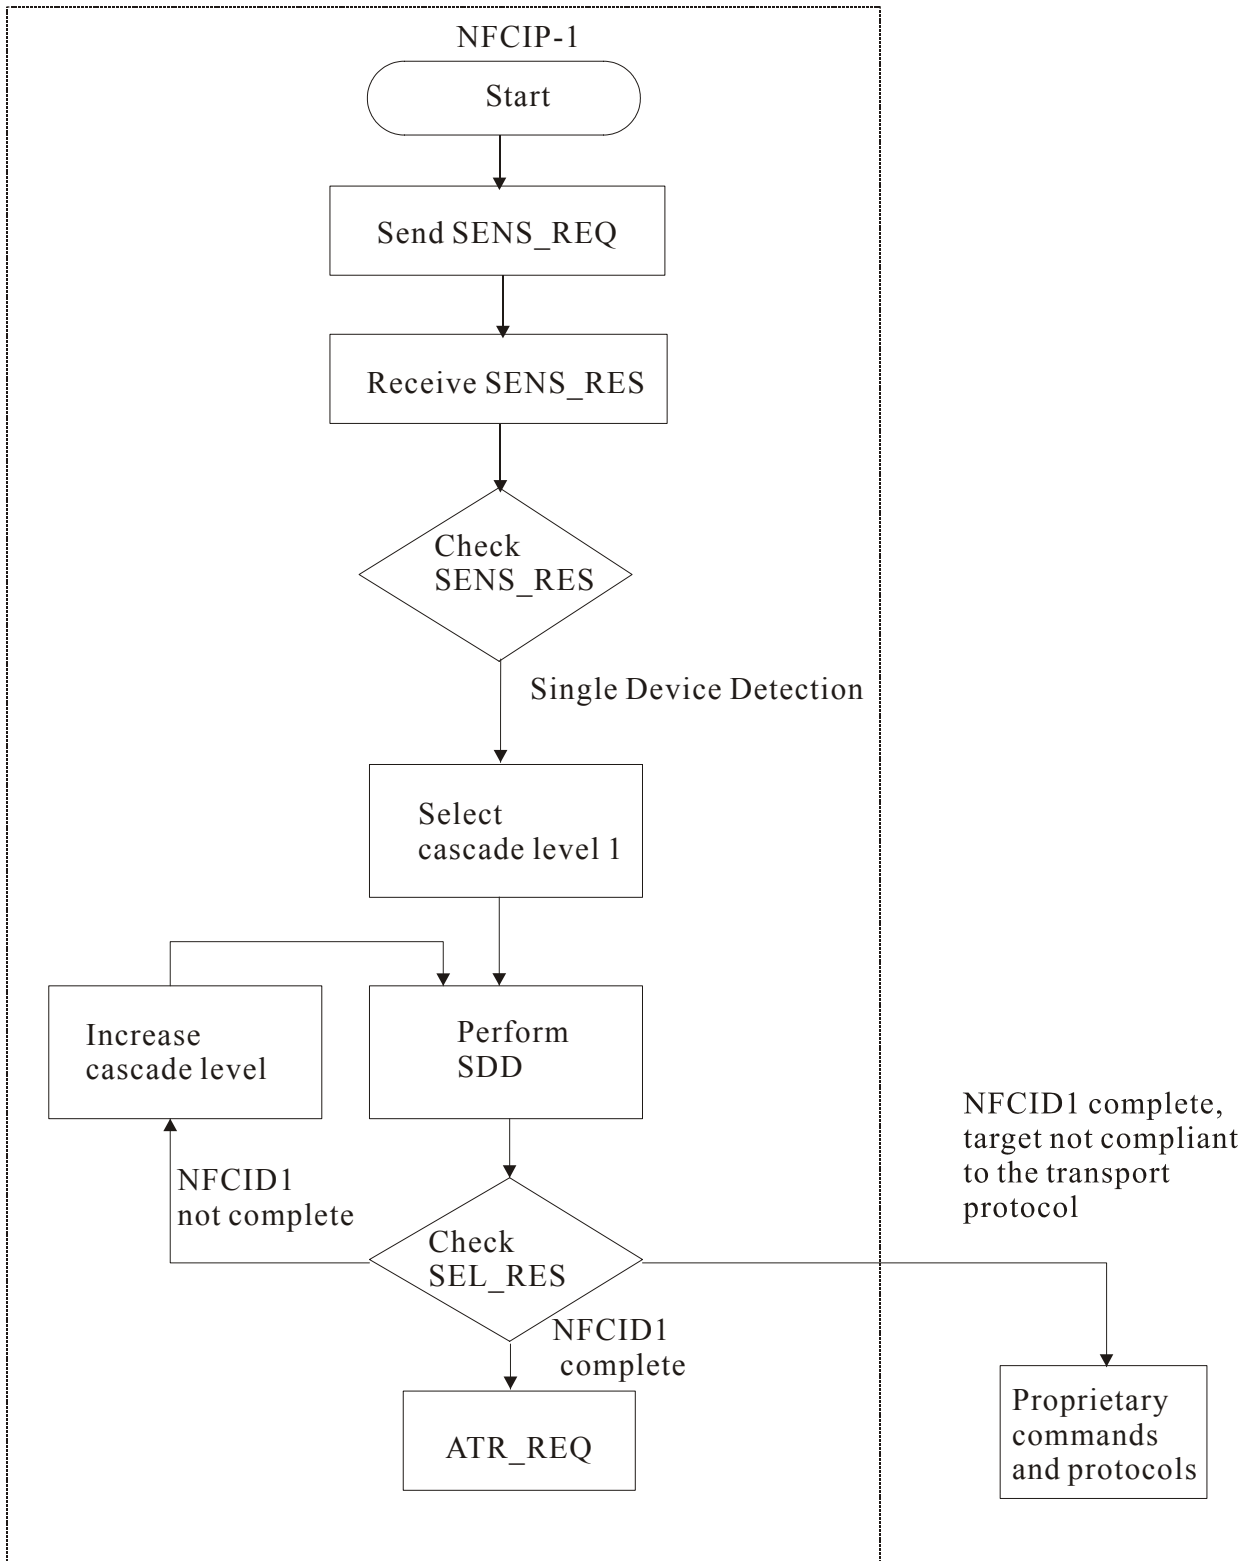 NFCIP-1
Start
Send SENS_REQ
Receive SENS_RES
Check
SENS_RES
Single Device Detection
Select
cascade level 1
Increase
cascade level
Perform
SDD
NFCID1
not complete
Check
SEL_RES
NFCID1 complete,
target not compliant
to the transport
protocol
NFCID1
complete
ATR_REQ
Proprietary
commands
and protocols